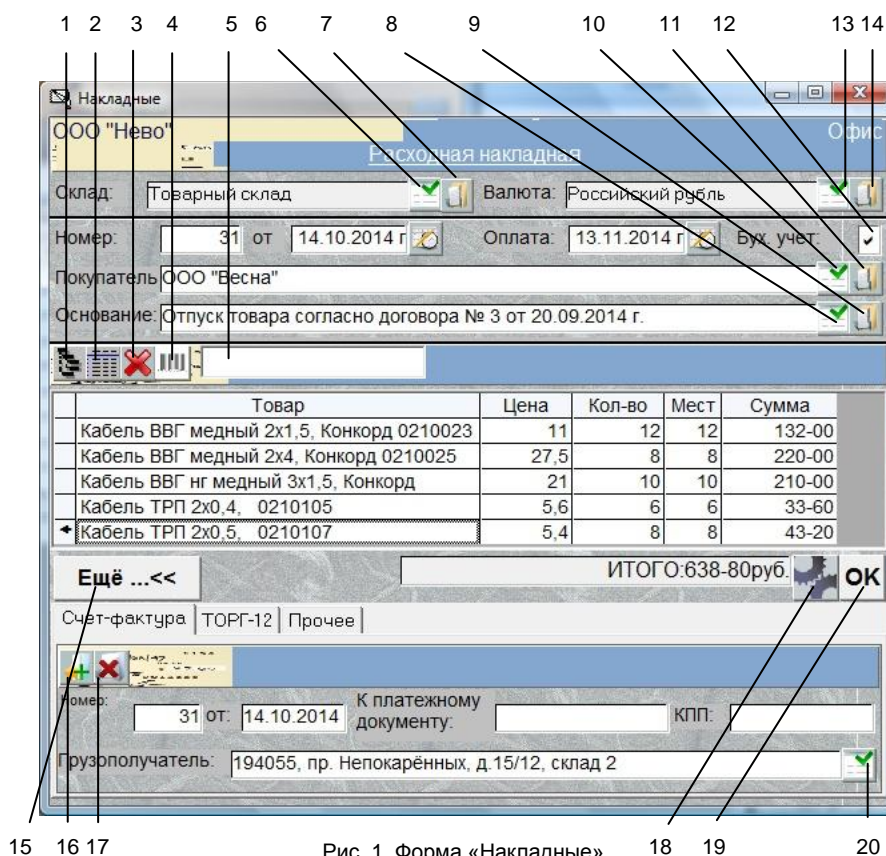 1 2 3 4 5 6 7 8 9 10 11 12 13 14
Накладные
ООО "Нево" Офис
Расходная накладная
Склад: Товарный склад Валюта: Российский рубль
Номер: 31 от 14.10.2014 г Оплата: 13.11.2014 г Бух. учет:
Покупатель ООО "Весна"
Основание: Отпуск товара согласно договора № 3 от 20.09.2014 г.
Товар Цена Кол-во Мест Сумма
Кабель ВВГ медный 2х1,5, Конкорд 0210023 11 12 12 132-00
Кабель ВВГ медный 2х4, Конкорд 0210025 27,5 8 8 220-00
Кабель ВВГ нг медный 3х1,5, Конкорд 21 10 10 210-00
Кабель ТРП 2х0,4, 0210105 5,6 6 6 33-60
Кабель ТРП 2х0,5, 0210107 5,4 8 8 43-20
Ещё ...<< ИТОГО:638-80руб. ОК
Счет-фактура ТОРГ-12 Прочее
Номер: 31 от: 14.10.2014 К платежному документу: КПП:
Грузополучатель: 194055, пр. Непокарённых, д.15/12, склад 2
15 16 17 18 19 20
Рис. 1. Форма «Накладные»